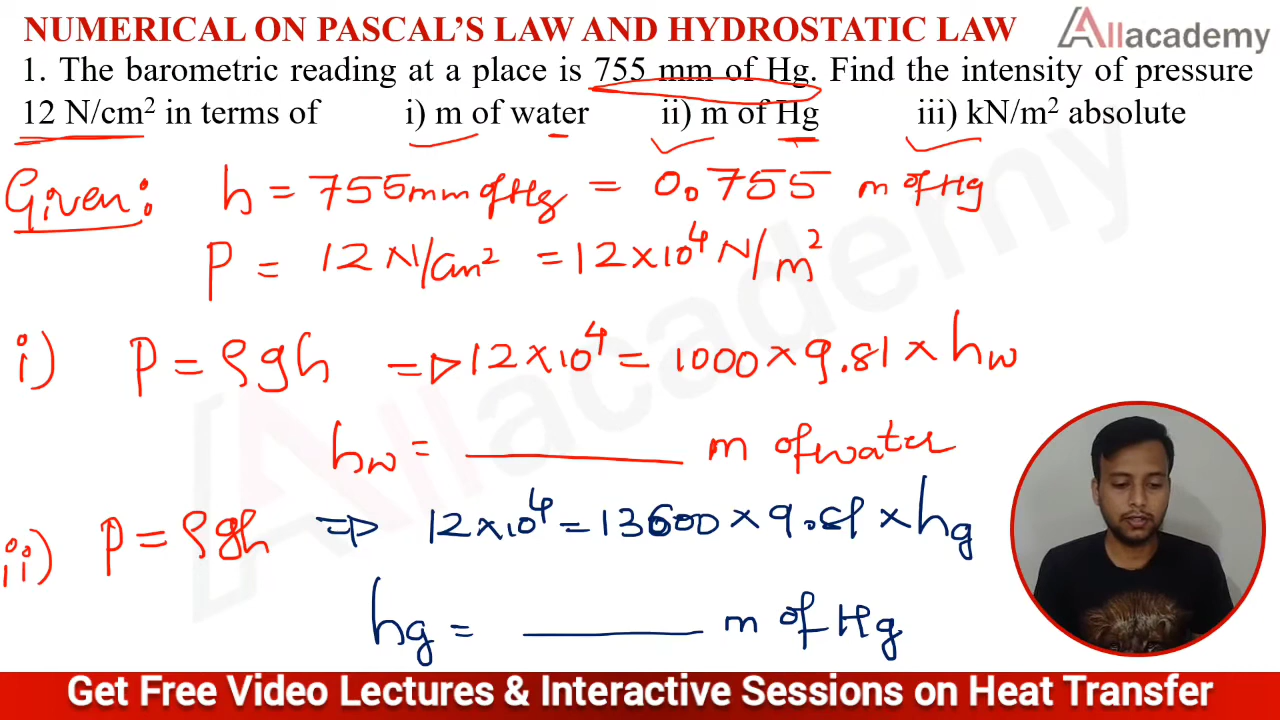 NUMERICAL ON PASCAL'S LAW AND HYDROSTATIC LAW
Allacademy
1. The barometric reading at a place is 755 mm of Hg. Find the intensity of pressure
12 N/cm² in terms of i) m of water ii) m of Hg iii) kN/m² absolute
Given: h = 755mm of Hg = 0.755 m of Hg
P = 12 N/cm² = 12×10⁴ N/m²
i) P = ρgh => 12×10⁴ = 1000 × 9.81 × hw
hw = ______ m of water
ii) P = ρgh => 12×10⁴ = 13600 × 9.81 × hg
hg = ______ m of Hg
Allacademy
Get Free Video Lectures & Interactive Sessions on Heat Transfer